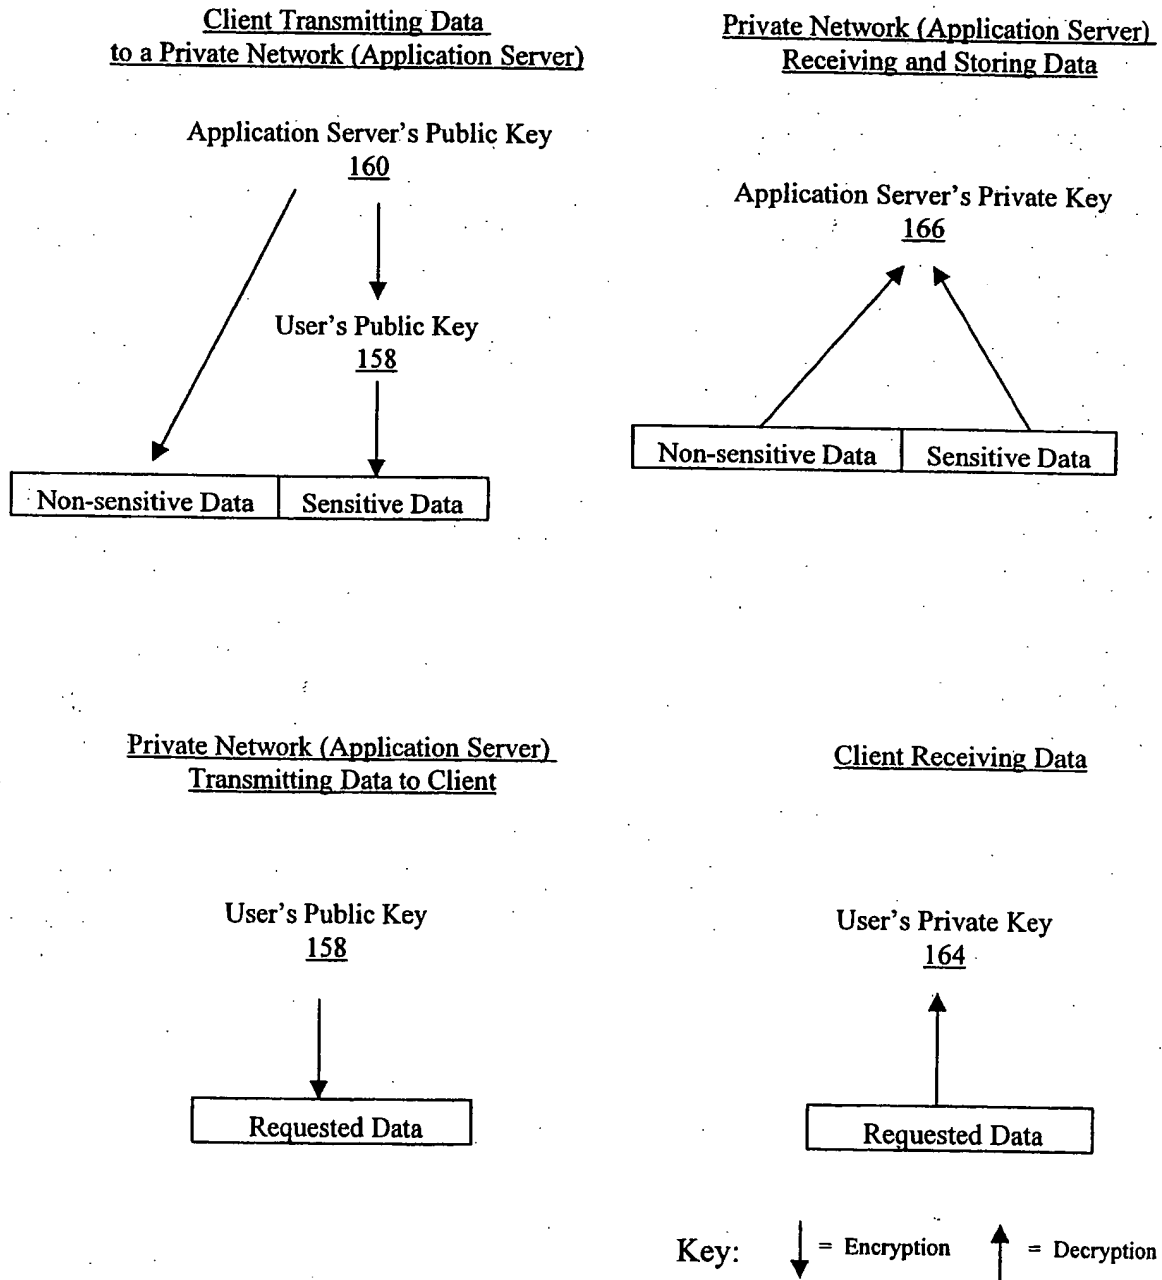 Client Transmitting Data
to a Private Network (Application Server)
Application Server's Public Key
160
User's Public Key
158
Non-sensitive Data
Sensitive Data
Private Network (Application Server)
Receiving and Storing Data
Application Server's Private Key
166
Non-sensitive Data
Sensitive Data
Private Network (Application Server)
Transmitting Data to Client
User's Public Key
158
Requested Data
Client Receiving Data
User's Private Key
164
Requested Data
Key:
= Encryption
= Decryption